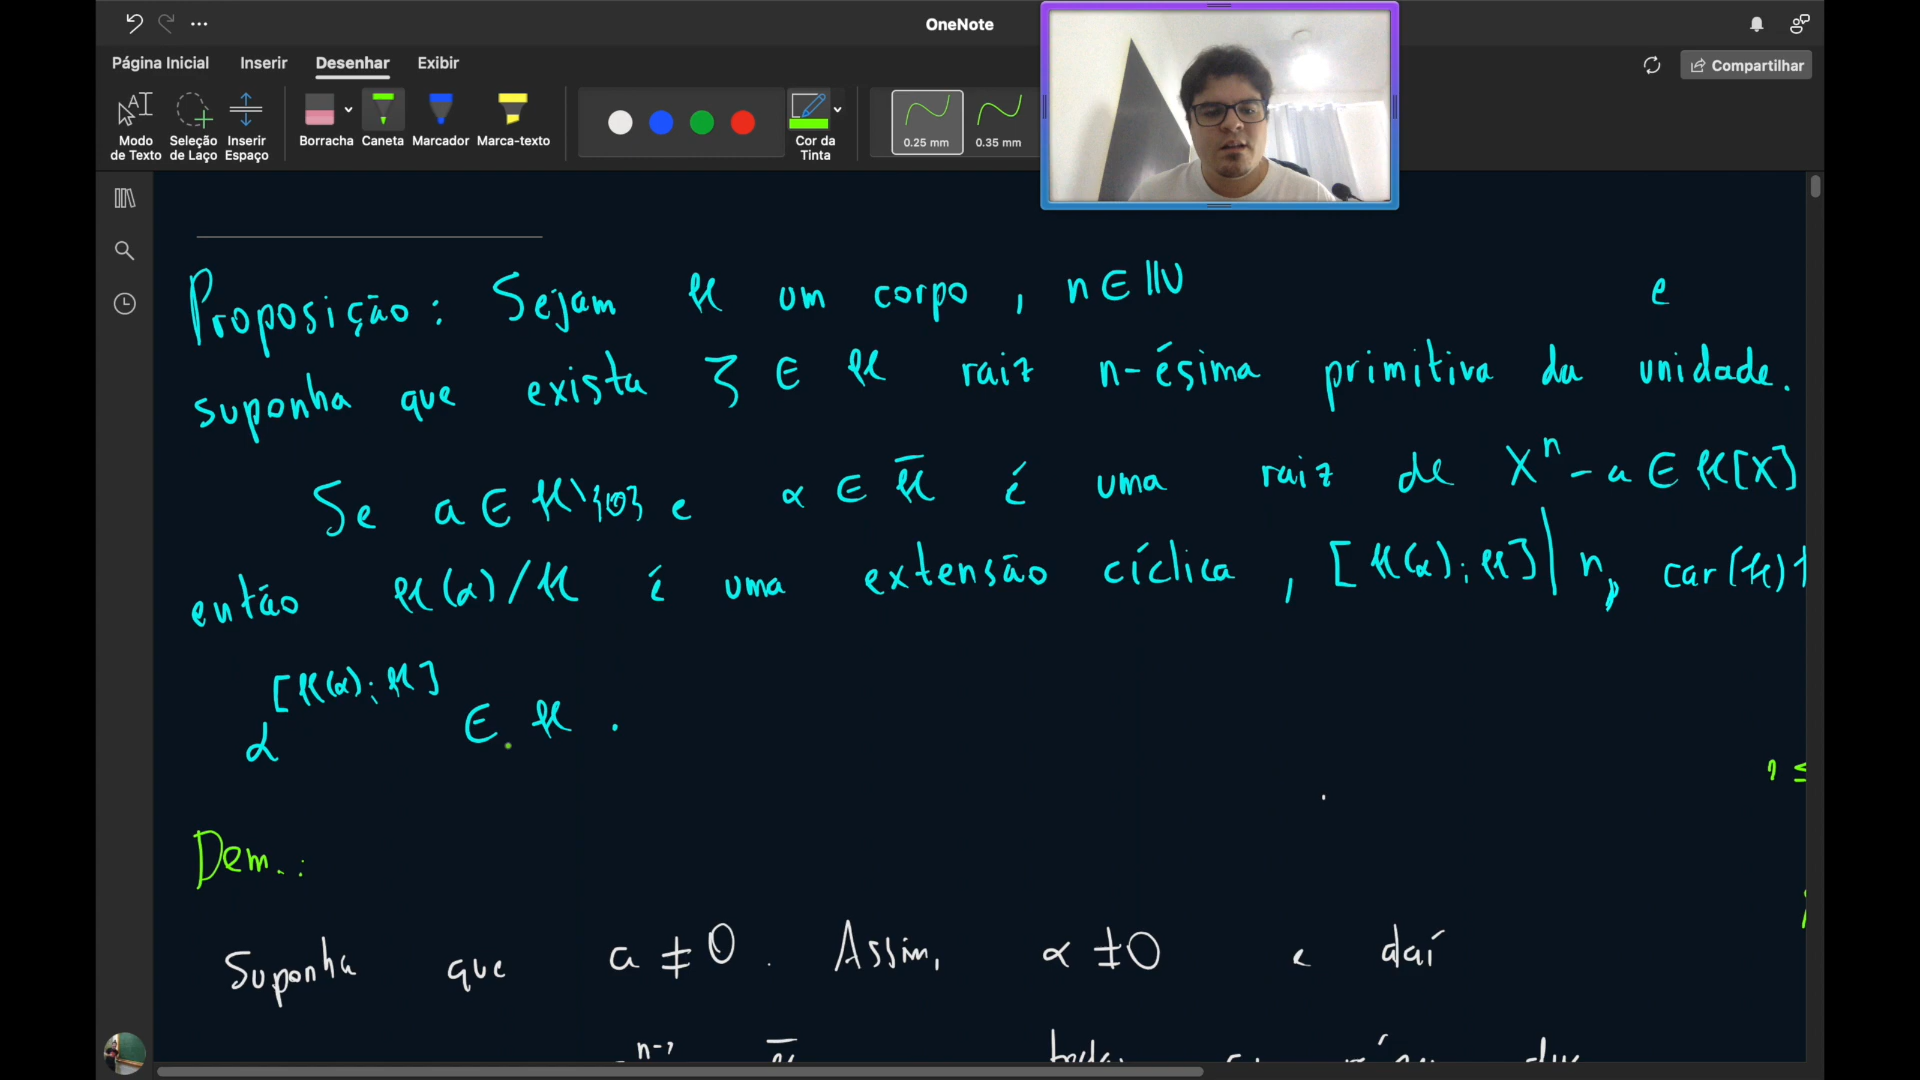 OneNote
Página Inicial Inserir Desenhar Exibir
Compartilhar
Modo de Texto Seleção de Laço Inserir Espaço Borracha Caneta Marcador Marca-texto Cor da Tinta 0.25 mm 0.35 mm
Proposição: Sejam K um corpo, n ∈ ℕ e
suponha que exista ζ ∈ K raiz n-ésima primitiva da unidade.
Se a ∈ K\{0} e α ∈ K̄ é uma raiz de X^n - a ∈ K[X]
então K(α)/K é uma extensão cíclica, [K(α):K] | n, car(K) ∤
α^[K(α):K] ∈ K.
Dem.:
Suponha que a ≠ 0. Assim, α ≠ 0 e daí